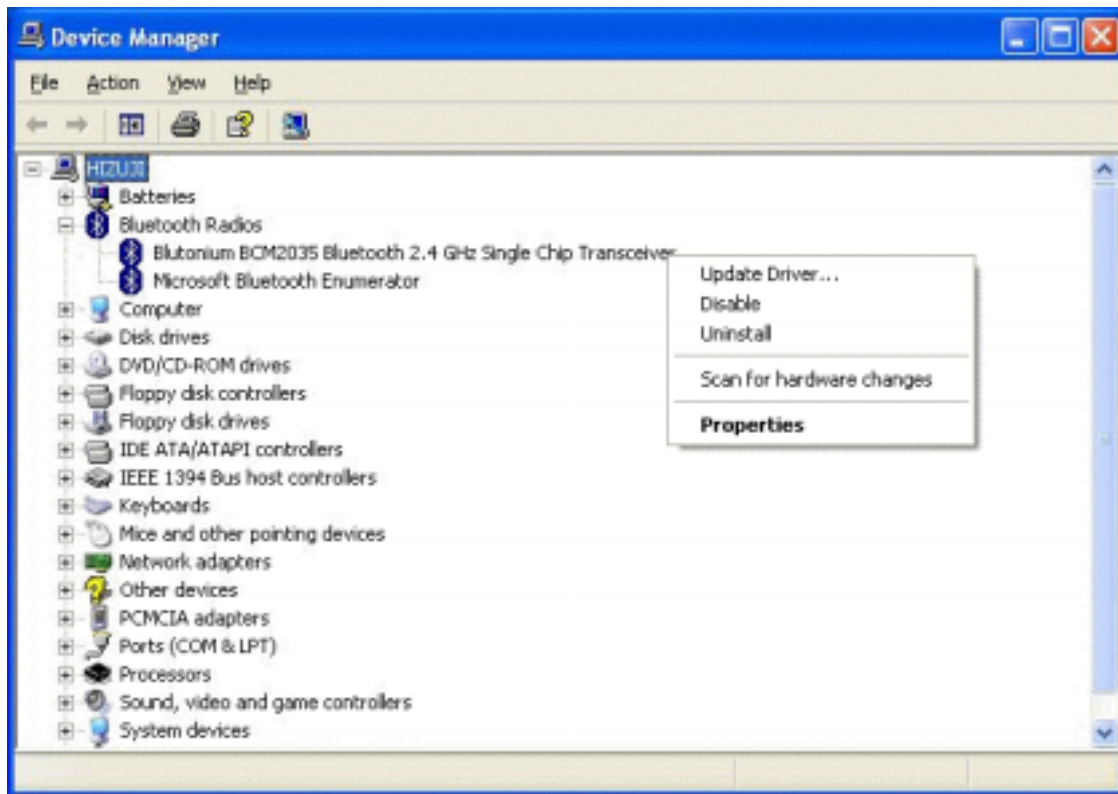 Device Manager
File Action View Help
HIZUJI
Batteries
Bluetooth Radios
Blutonium BCM2035 Bluetooth 2.4 GHz Single Chip Transceiver
Microsoft Bluetooth Enumerator
Computer
Disk drives
DVD/CD-ROM drives
Floppy disk controllers
Floppy disk drives
IDE ATA/ATAPI controllers
IEEE 1394 Bus host controllers
Keyboards
Mice and other pointing devices
Network adapters
Other devices
PCMCIA adapters
Ports (COM & LPT)
Processors
Sound, video and game controllers
System devices
Update Driver...
Disable
Uninstall
Scan for hardware changes
Properties